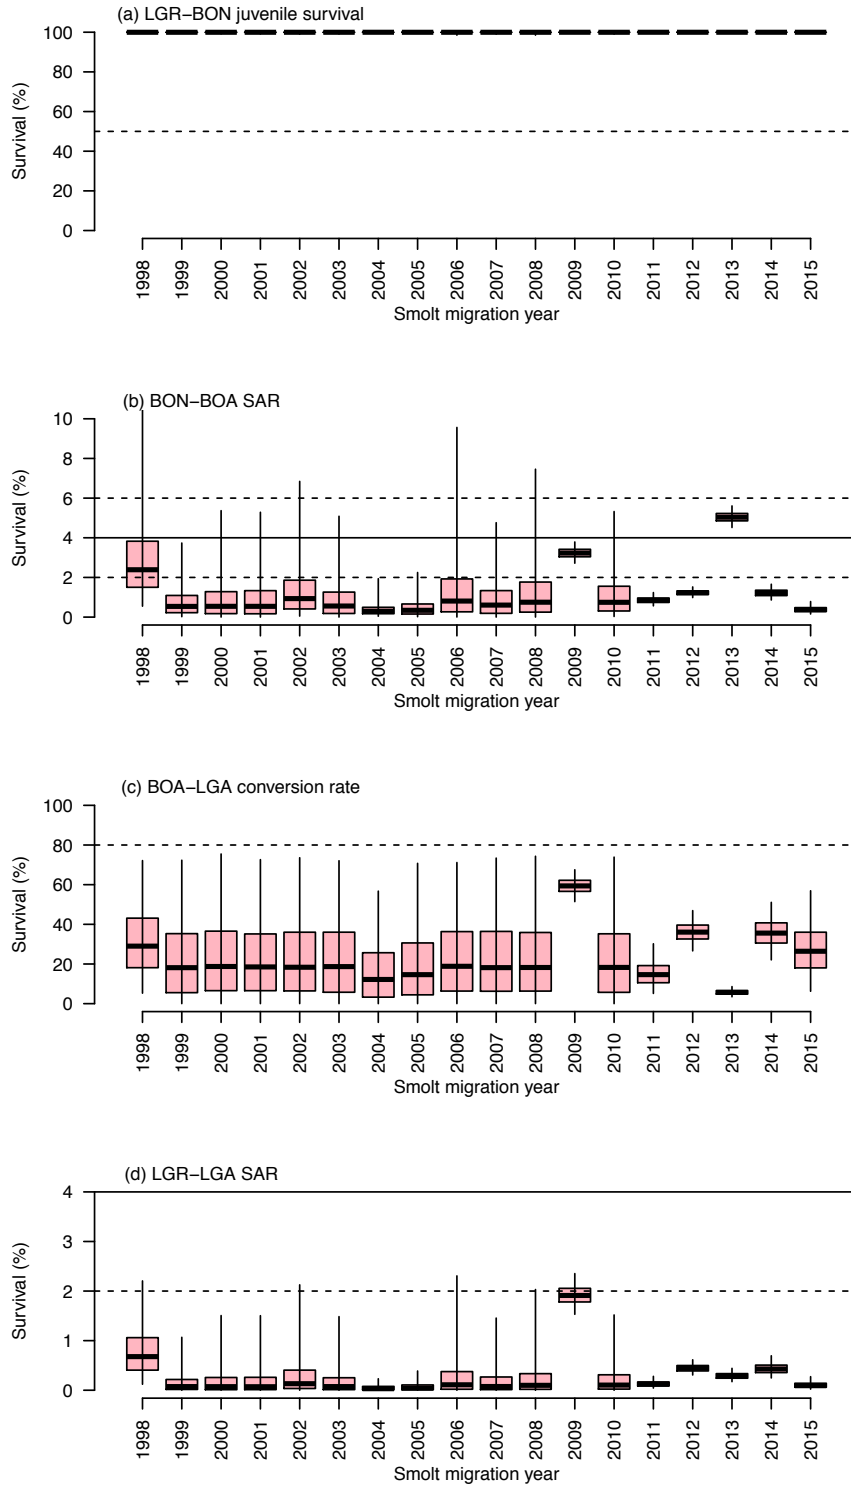 (a) LGR−BON juvenile survival
Survival (%)
100
80
60
40
20
0
1998 1999 2000 2001 2002 2003 2004 2005 2006 2007 2008 2009 2010 2011 2012 2013 2014 2015
Smolt migration year
(b) BON−BOA SAR
Survival (%)
10
8
6
4
2
0
1998 1999 2000 2001 2002 2003 2004 2005 2006 2007 2008 2009 2010 2011 2012 2013 2014 2015
Smolt migration year
(c) BOA−LGA conversion rate
Survival (%)
100
80
60
40
20
0
1998 1999 2000 2001 2002 2003 2004 2005 2006 2007 2008 2009 2010 2011 2012 2013 2014 2015
Smolt migration year
(d) LGR−LGA SAR
Survival (%)
4
3
2
1
0
1998 1999 2000 2001 2002 2003 2004 2005 2006 2007 2008 2009 2010 2011 2012 2013 2014 2015
Smolt migration year